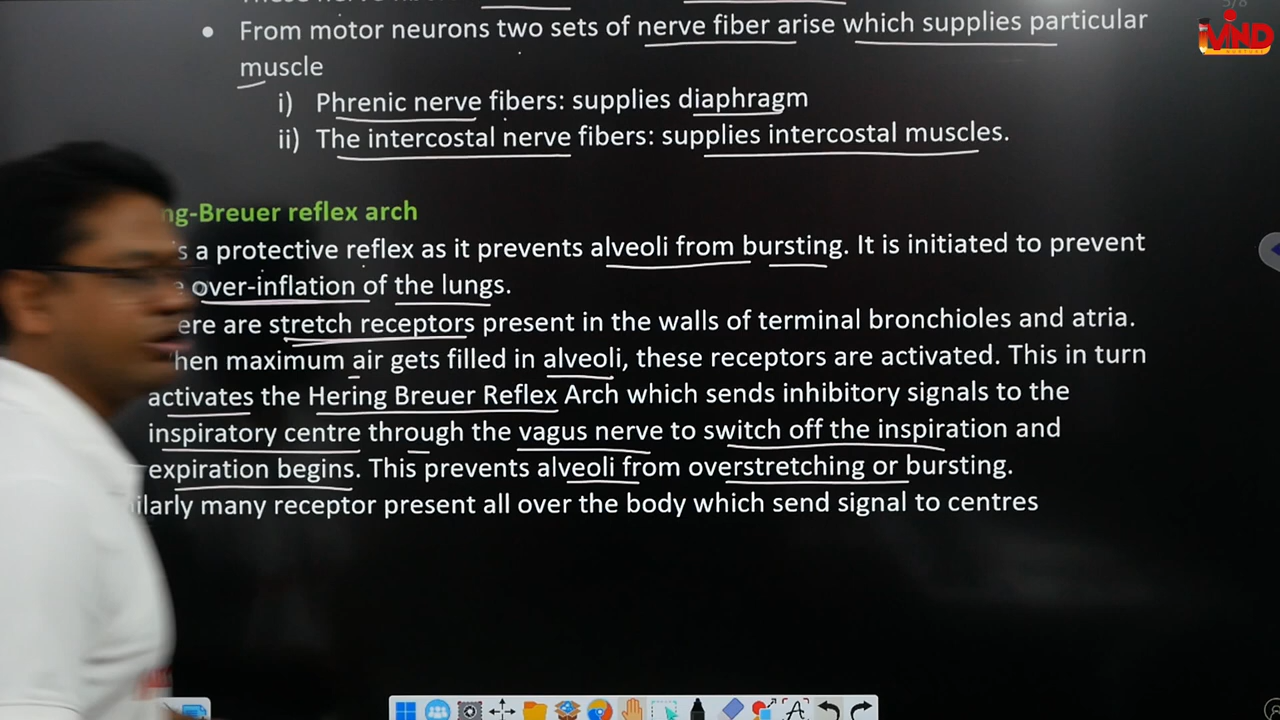 From motor neurons two sets of nerve fiber arise which supplies particular
muscle
i) Phrenic nerve fibers: supplies diaphragm
ii) The intercostal nerve fibers: supplies intercostal muscles.
ng-Breuer reflex arch
s a protective reflex as it prevents alveoli from bursting. It is initiated to prevent
over-inflation of the lungs.
ere are stretch receptors present in the walls of terminal bronchioles and atria.
hen maximum air gets filled in alveoli, these receptors are activated. This in turn
activates the Hering Breuer Reflex Arch which sends inhibitory signals to the
inspiratory centre through the vagus nerve to switch off the inspiration and
expiration begins. This prevents alveoli from overstretching or bursting.
ilarly many receptor present all over the body which send signal to centres